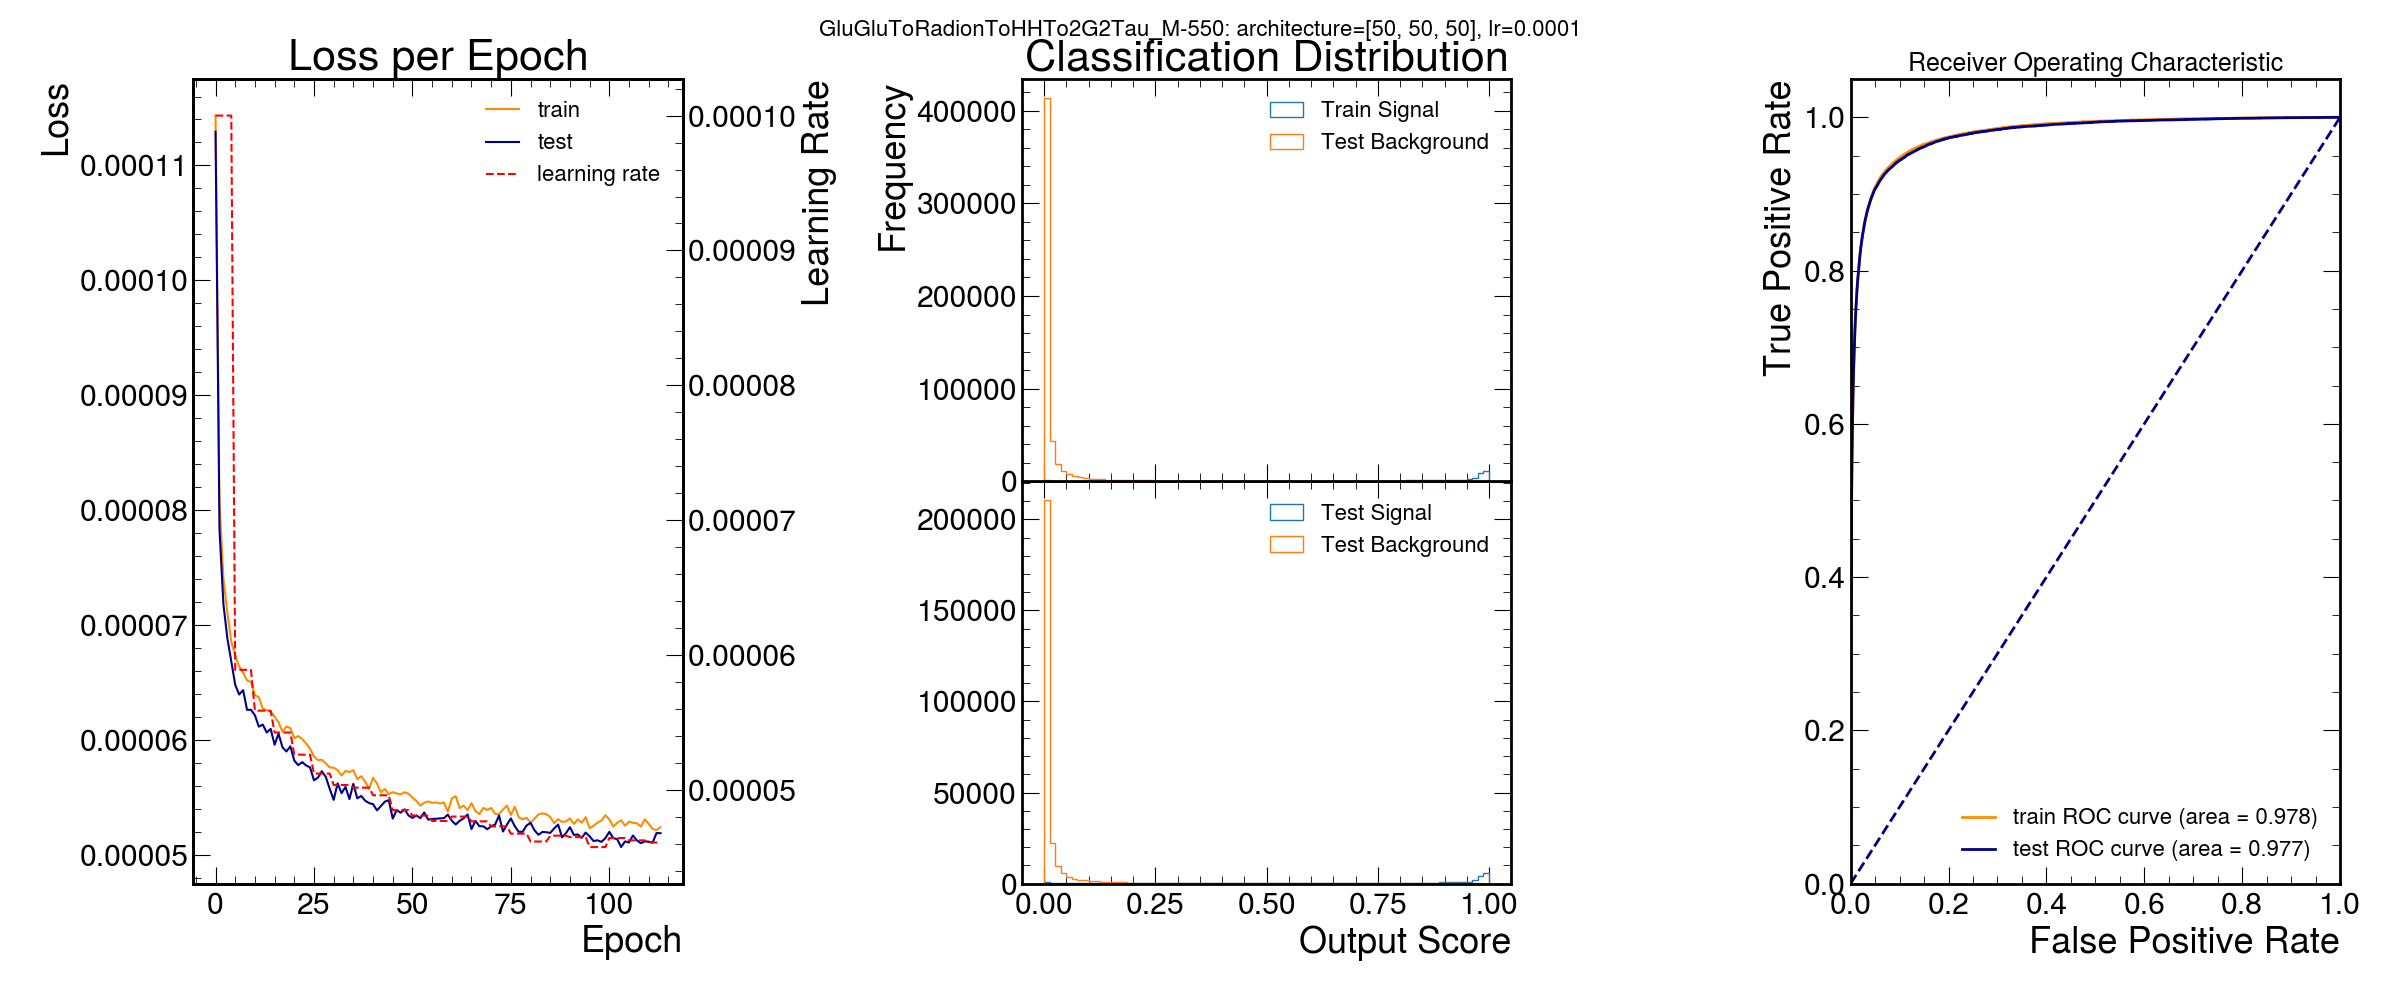 GluGluToRadionToHHTo2G2Tau_M-550: architecture=[50, 50, 50], lr=0.0001
Loss per Epoch
Loss
0.00011
0.00010
0.00009
0.00008
0.00007
0.00006
0.00005
0
25
50
75
100
Epoch
train
test
learning rate
0.00010
0.00009
0.00008
0.00007
0.00006
0.00005
Learning Rate
Classification Distribution
Frequency
400000
300000
200000
100000
0
Train Signal
Test Background
200000
150000
100000
50000
0
Test Signal
Test Background
0.00
0.25
0.50
0.75
1.00
Output Score
Receiver Operating Characteristic
True Positive Rate
1.0
0.8
0.6
0.4
0.2
0.0
train ROC curve (area = 0.978)
test ROC curve (area = 0.977)
0.0
0.2
0.4
0.6
0.8
1.0
False Positive Rate